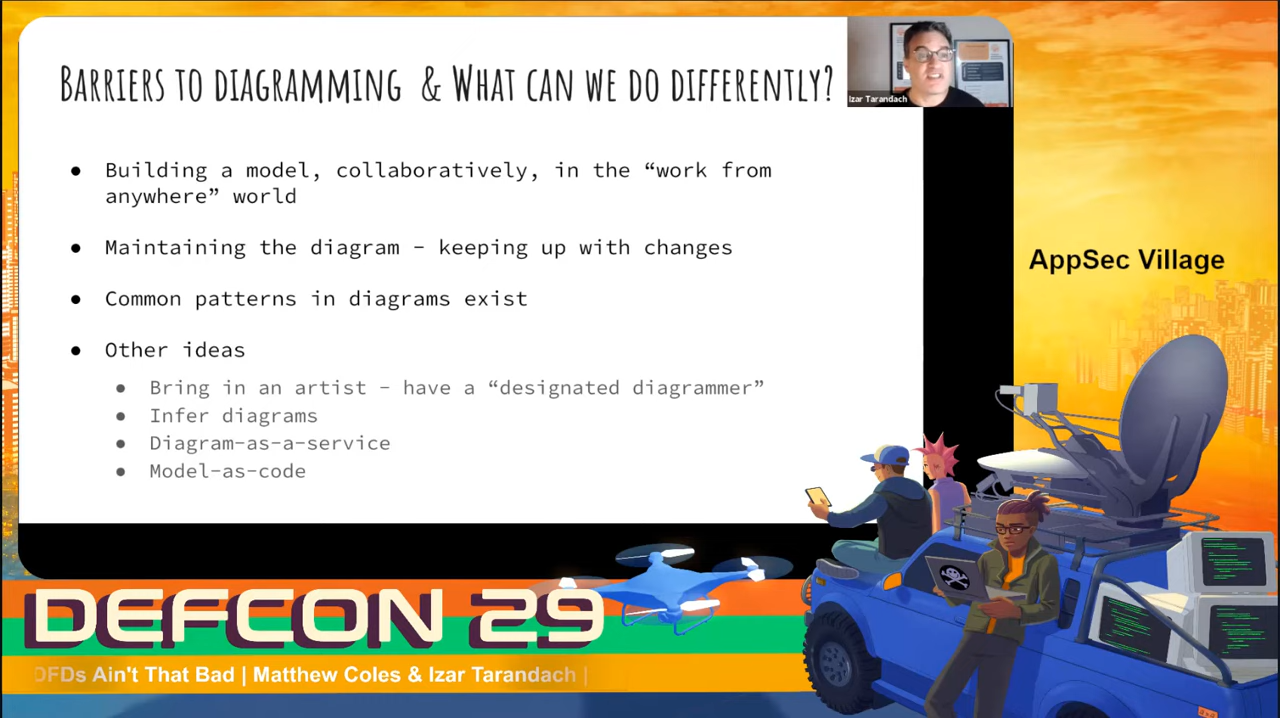 BARRIERS TO DIAGRAMMING & WHAT CAN WE DO DIFFERENTLY?
Izar Tarandach
● Building a model, collaboratively, in the “work from
anywhere” world
● Maintaining the diagram - keeping up with changes
● Common patterns in diagrams exist
● Other ideas
● Bring in an artist - have a “designated diagrammer”
● Infer diagrams
● Diagram-as-a-service
● Model-as-code
AppSec Village
DEFCON 29
DFDs Ain't That Bad | Matthew Coles & Izar Tarandach |